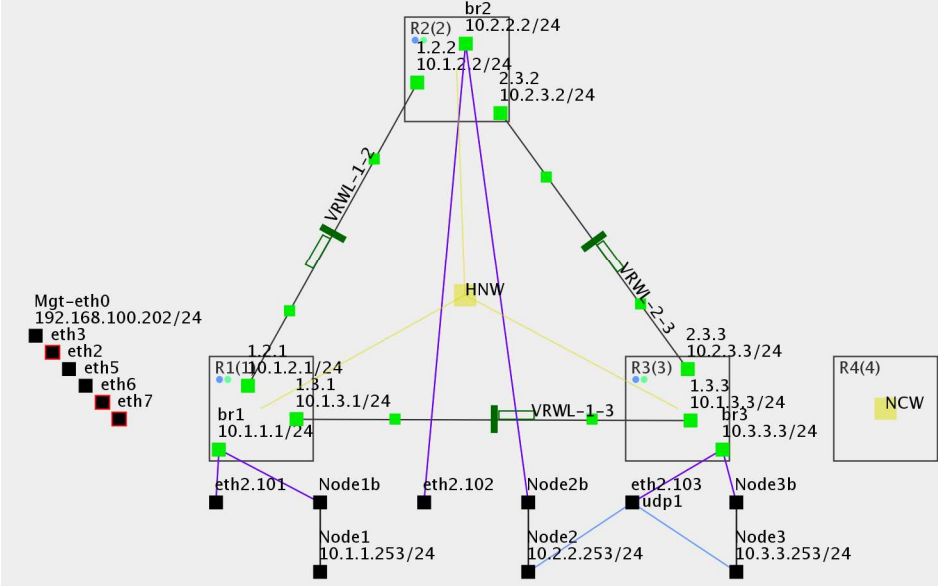 br2
10.2.2.2/24
R2(2)
1.2.2
10.1.2.2/24
2.3.2
10.2.3.2/24
VRWL-1-2
VRWL-2-3
HNW
Mgt-eth0
192.168.100.202/24
eth3
eth2
eth5
eth6
eth7
R1(1)
1.2.1
10.1.2.1/24
1.3.1
10.1.3.1/24
br1
10.1.1.1/24
VRWL-1-3
2.3.3
10.2.3.3/24
R3(3)
1.3.3
10.1.3.3/24
br3
10.3.3.3/24
R4(4)
NCW
eth2.101
Node1b
eth2.102
Node2b
eth2.103
udp1
Node3b
Node1
10.1.1.253/24
Node2
10.2.2.253/24
Node3
10.3.3.253/24